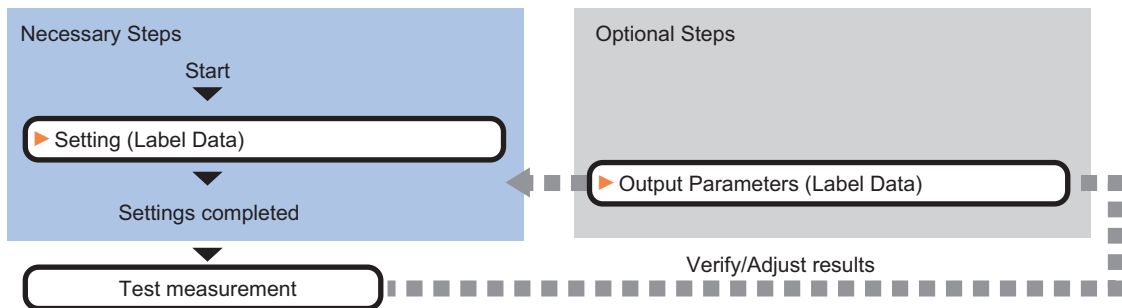 Necessary Steps
Start
Setting (Label Data)
Settings completed
Test measurement
Optional Steps
Output Parameters (Label Data)
Verify/Adjust results